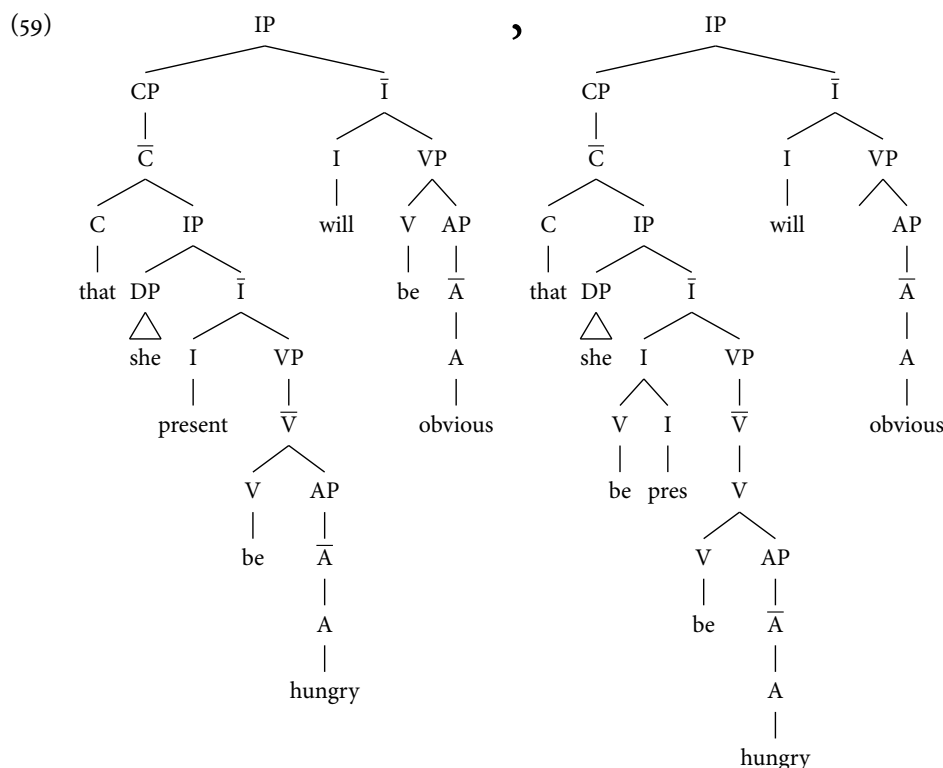 (59) IP , IP
CP I̅ CP I̅
C̅ I VP C̅ I VP
C IP will V AP C IP will AP
that DP I̅ be A̅ that DP I̅ A̅
she I VP A she I VP A
present V̅ obvious V I V̅ obvious
V AP be pres V
be A̅ V AP
A be A̅
hungry A
hungry